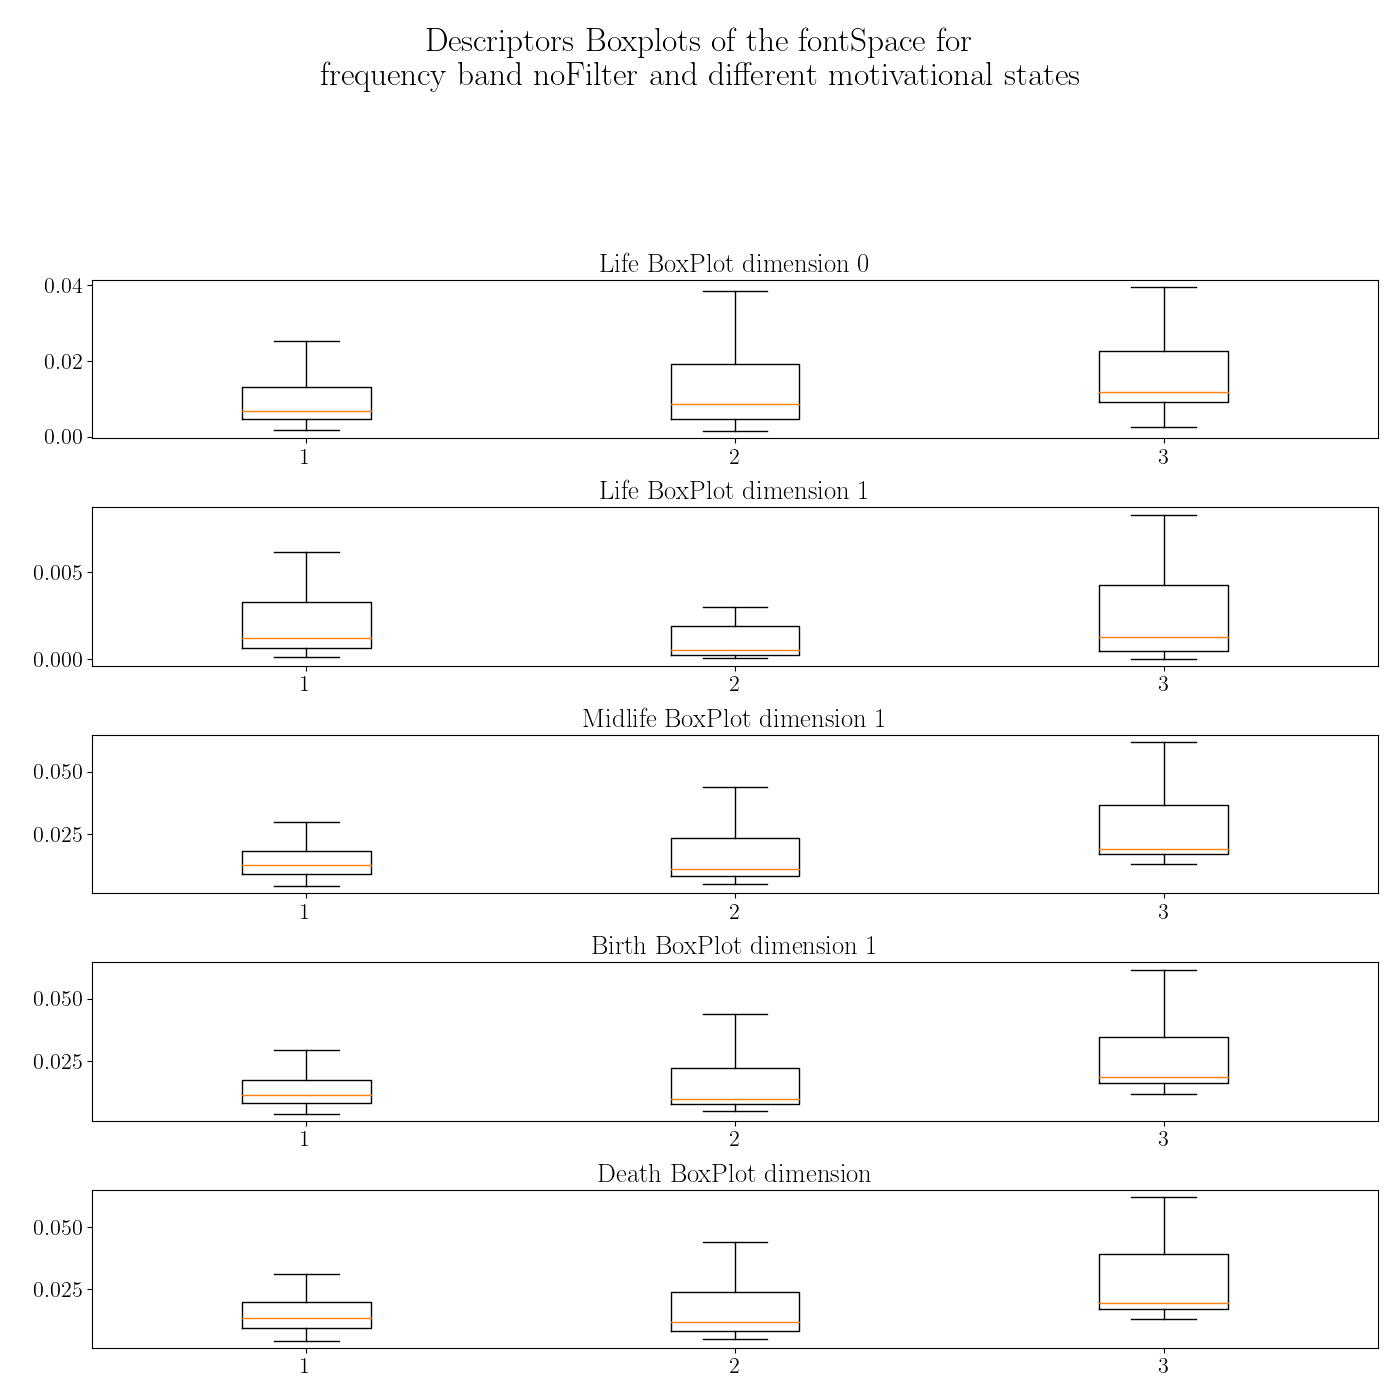 Descriptors Boxplots of the fontSpace for
frequency band noFilter and different motivational states
Life BoxPlot dimension 0
0.04
0.02
0.00
1 2 3
Life BoxPlot dimension 1
0.005
0.000
1 2 3
Midlife BoxPlot dimension 1
0.050
0.025
1 2 3
Birth BoxPlot dimension 1
0.050
0.025
1 2 3
Death BoxPlot dimension
0.050
0.025
1 2 3